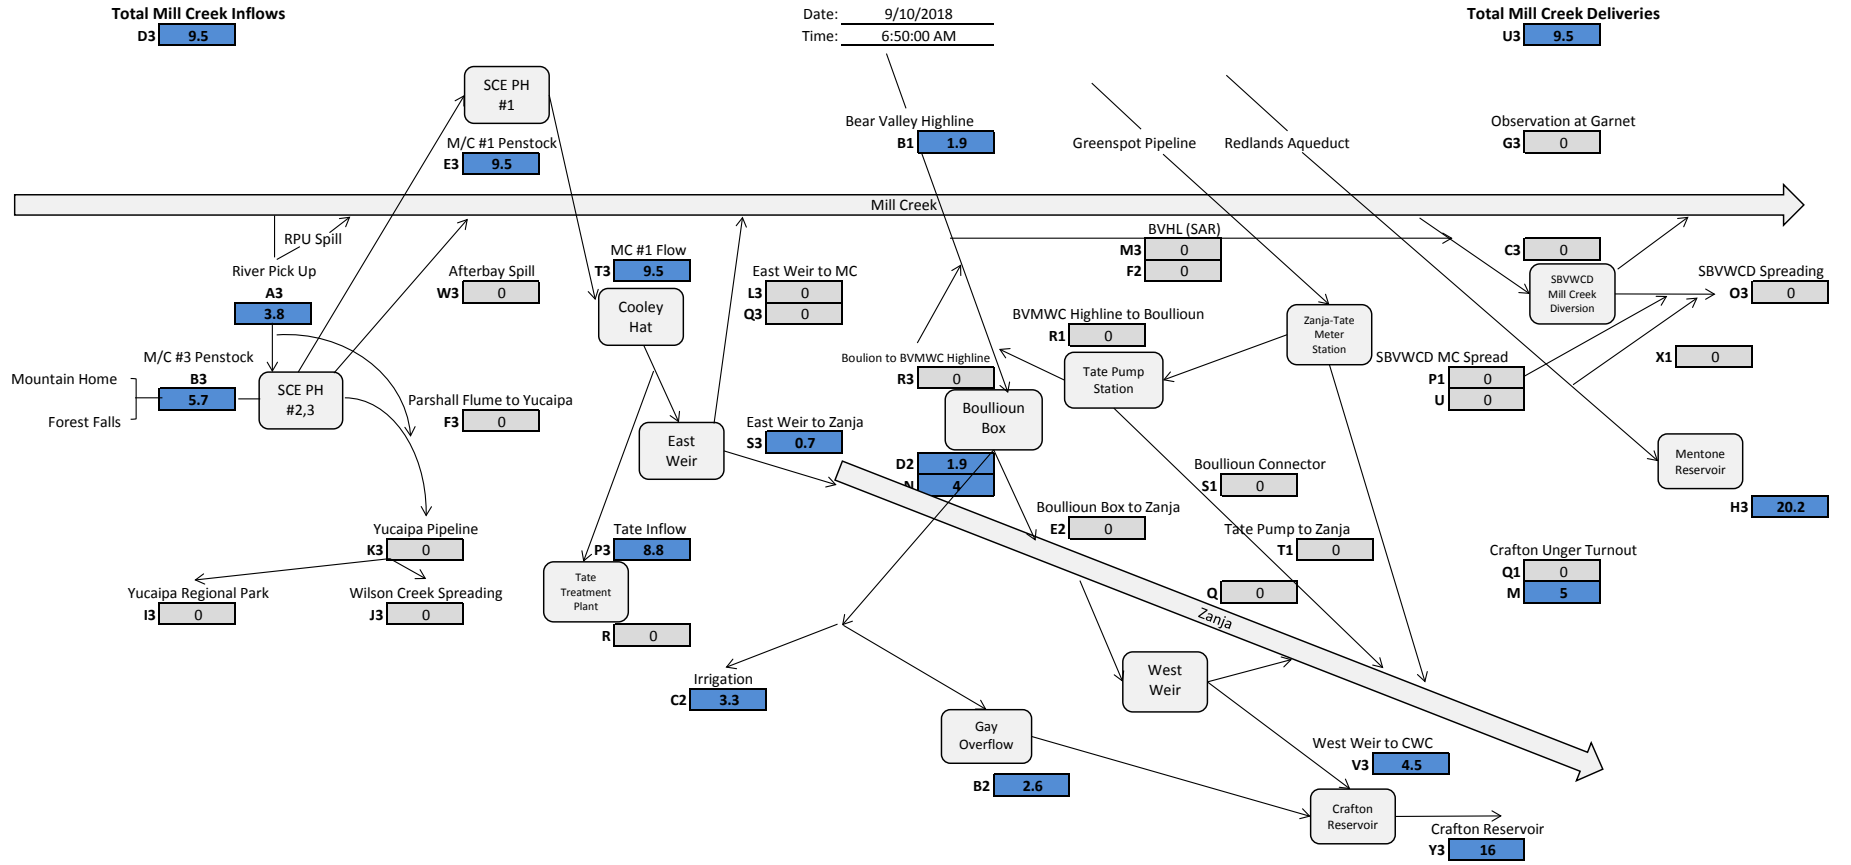 Total Mill Creek Inflows
D3 9.5
Date: 9/10/2018
Time: 6:50:00 AM
Total Mill Creek Deliveries
U3 9.5
SCE PH
#1
M/C #1 Penstock
E3 9.5
Bear Valley Highline
B1 1.9
Greenspot Pipeline
Redlands Aqueduct
Observation at Garnet
G3 0
Mill Creek
RPU Spill
River Pick Up
A3
3.8
Afterbay Spill
W3 0
MC #1 Flow
T3 9.5
Cooley
Hat
East Weir to MC
L3 0
Q3 0
BVHL (SAR)
M3 0
F2 0
C3 0
SBVWCD
Mill Creek
Diversion
SBVWCD Spreading
O3 0
BVMWC Highline to Boullioun
R1 0
Zanja-Tate
Meter
Station
M/C #3 Penstock
B3
5.7
Mountain Home
Forest Falls
SCE PH
#2,3
Boulion to BVMWC Highline
R3 0
Tate Pump
Station
SBVWCD MC Spread
P1 0
U 0
X1 0
Parshall Flume to Yucaipa
F3 0
East
Weir
East Weir to Zanja
S3 0.7
Boullioun
Box
D2 1.9
N 4
Boullioun Connector
S1 0
Mentone
Reservoir
H3 20.2
Boullioun Box to Zanja
E2 0
Yucaipa Pipeline
K3 0
Tate Inflow
P3 8.8
Tate
Treatment
Plant
R 0
Tate Pump to Zanja
T1 0
Crafton Unger Turnout
Q1 0
M 5
Yucaipa Regional Park
I3 0
Wilson Creek Spreading
J3 0
Q 0
Zanja
Irrigation
C2 3.3
West
Weir
Gay
Overflow
B2 2.6
West Weir to CWC
V3 4.5
Crafton
Reservoir
Crafton Reservoir
Y3 16